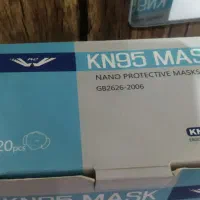 KN95 MASK
NANO PROTECTIVE MASKS
GB2626-2006
20pcs
KN95 MASK